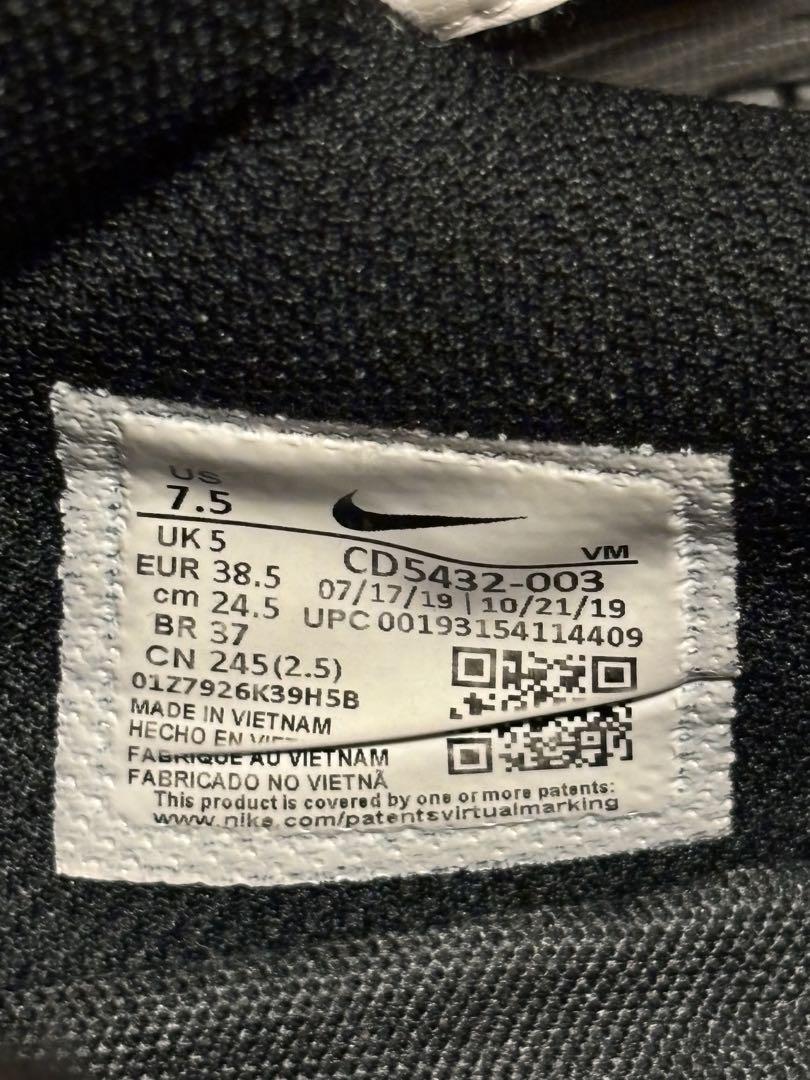 US
7.5
UK 5
EUR 38.5
cm 24.5
BR 37
CN 245(2.5)
01Z7926K39H5B
MADE IN VIETNAM
HECHO EN
FABRIQUE AU VIETNAM
FABRICADO NO VIETNÃ
VM
CD5432-003
07/17/19 | 10/21/19
UPC 00193154114409
This product is covered by one or more patents:
www.nike.com/patentsvirtualmarking